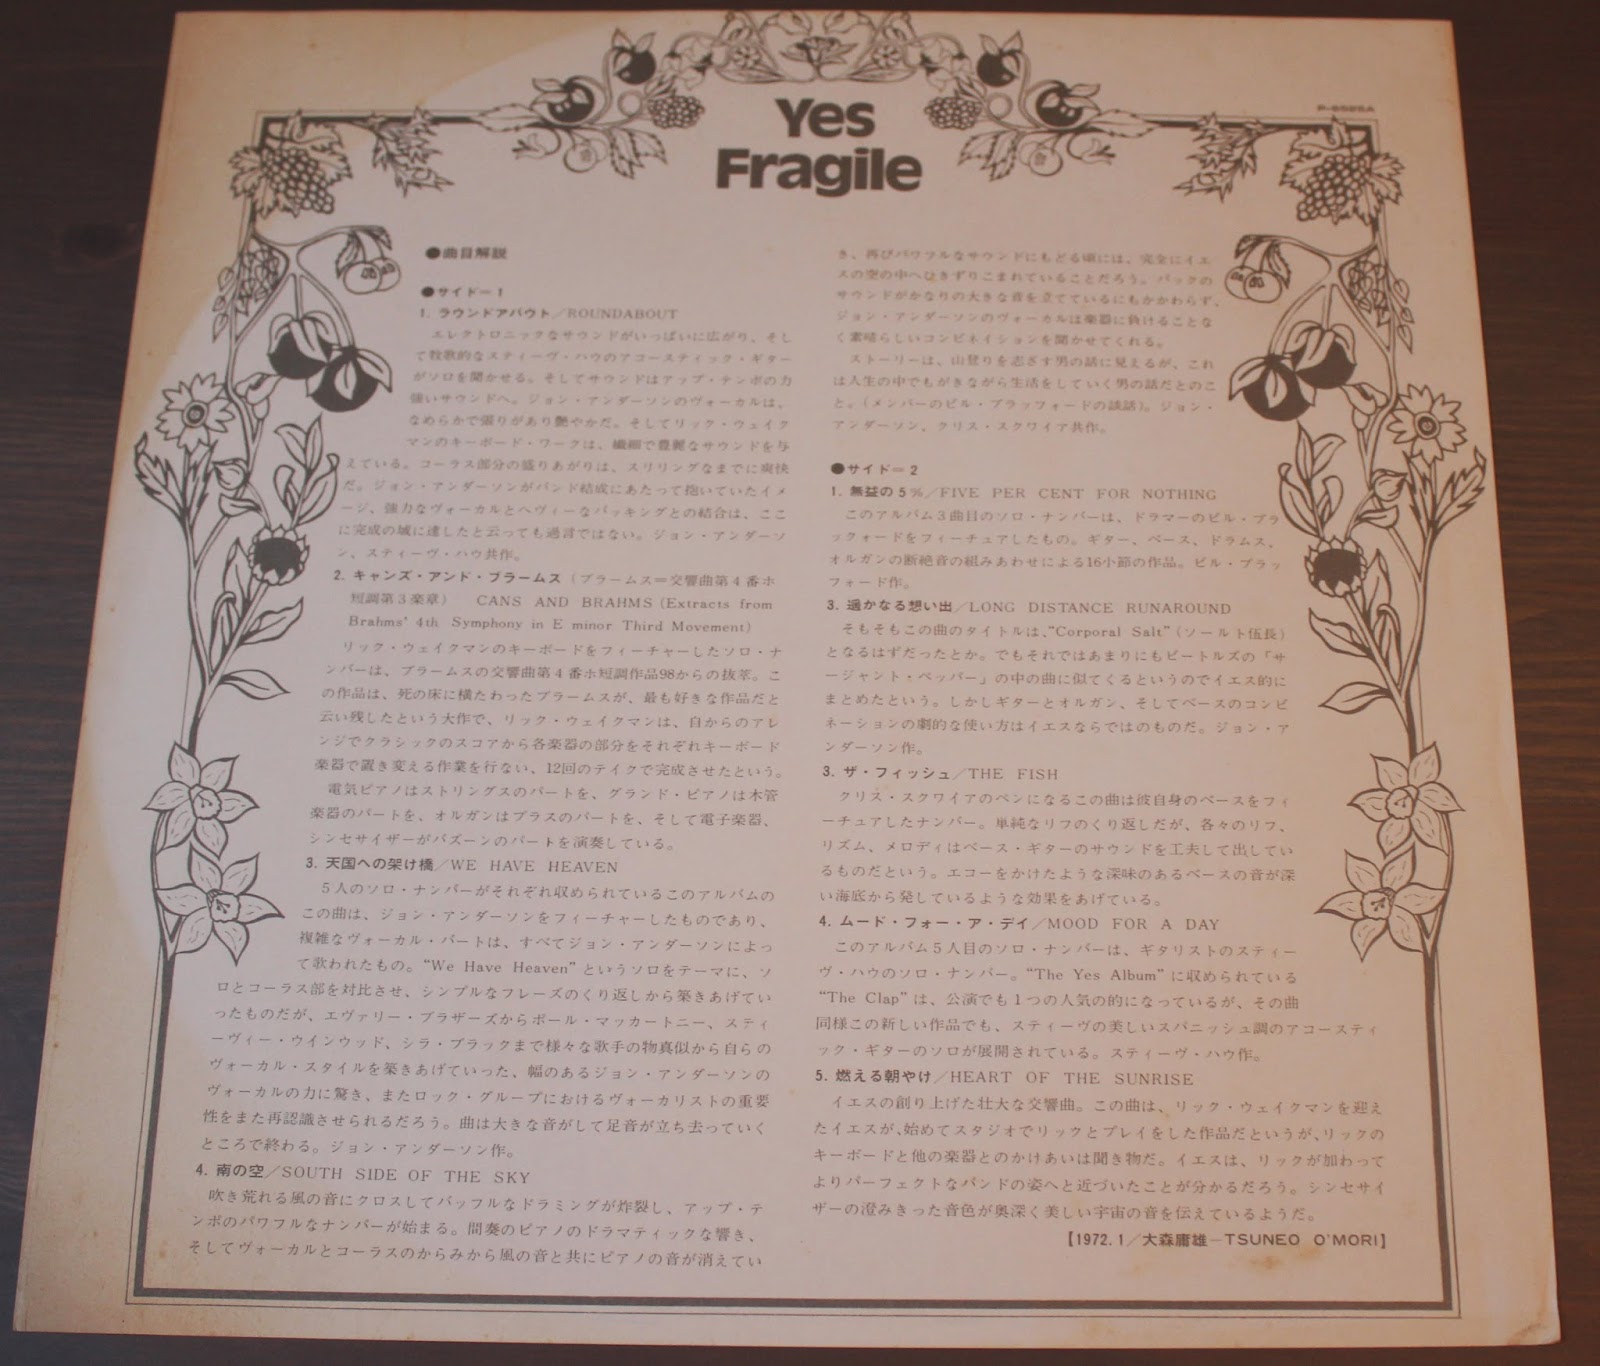 P-6525A
Yes
Fragile
●曲目解説
●サイド＝1
1. ラウンドアバウト／ROUNDABOUT
エレクトロニックなサウンドがいっぱいに広がり、そし
て牧歌的なスティーヴ・ハウのアコースティック・ギター
がソロを聞かせる。そしてサウンドはアップ・テンポの力
強いサウンドへ。ジョン・アンダーソンのヴォーカルは、
なめらかで張りがあり艶やかだ。そしてリック・ウェイク
マンのキーボード・ワークは、繊細で豊麗なサウンドを与
えている。コーラス部分の盛りあがりは、スリリングなまでに爽快
だ。ジョン・アンダーソンがバンド結成にあたって抱いていたイメ
ージ、強力なヴォーカルとヘヴィーなバッキングとの結合は、ここ
に完成の域に達したと云っても過言ではない。ジョン・アンダーソ
ン、スティーヴ・ハウ共作。
2. キャンズ・アンド・ブラームス（ブラームス＝交響曲第4番ホ
短調第3楽章） CANS AND BRAHMS (Extracts from
Brahms' 4th Symphony in E minor Third Movement)
リック・ウェイクマンのキーボードをフィーチャーしたソロ・ナ
ンバーは、ブラームスの交響曲第4番ホ短調作品98からの抜萃。こ
の作品は、死の床に横たわったブラームスが、最も好きな作品だと
云い残したという大作で、リック・ウェイクマンは、自からのアレ
ンジでクラシックのスコアから各楽器の部分をそれぞれキーボード
楽器で置き変える作業を行ない、12回のテイクで完成させたという。
電気ピアノはストリングスのパートを、グランド・ピアノは木管
楽器のパートを、オルガンはブラスのパートを、そして電子楽器、
シンセサイザーがバズーンのパートを演奏している。
3. 天国への架け橋／WE HAVE HEAVEN
5人のソロ・ナンバーがそれぞれ収められているこのアルバムの
この曲は、ジョン・アンダーソンをフィーチャーしたものであり、
複雑なヴォーカル・パートは、すべてジョン・アンダーソンによっ
て歌われたもの。“We Have Heaven”というソロをテーマに、ソ
ロとコーラス部を対比させ、シンプルなフレーズのくり返しから築きあげてい
ったものだが、エヴァリー・ブラザーズからポール・マッカートニー、スティ
ーヴィー・ウインウッド、シラ・ブラックまで様々な歌手の物真似から自らの
ヴォーカル・スタイルを築きあげていった、幅のあるジョン・アンダーソンの
ヴォーカルの力に驚き、またロック・グループにおけるヴォーカリストの重要
性をまた再認識させられるだろう。曲は大きな音がして足音が立ち去っていく
ところで終わる。ジョン・アンダーソン作。
4. 南の空／SOUTH SIDE OF THE SKY
吹き荒れる風の音にクロスしてパッフルなドラミングが炸裂し、アップ・テ
ンポのパワフルなナンバーが始まる。間奏のピアノのドラマティックな響き、
そしてヴォーカルとコーラスのからみから風の音と共にピアノの音が消えてい
き、再びパワフルなサウンドにもどる頃には、完全にイエ
スの空の中へひきずりこまれていることだろう。バックの
サウンドがかなりの大きな音を立てているにもかかわらず、
ジョン・アンダーソンのヴォーカルは楽器に負けることな
く素晴らしいコンビネイションを聞かせてくれる。
ストーリーは、山登りを志ざす男の話に見えるが、これ
は人生の中でもがきながら生活をしていく男の話だとのこ
と。（メンバーのビル・ブラッフォードの談話）。ジョン・
アンダーソン、クリス・スクワイア共作。
●サイド＝2
1. 無益の5％／FIVE PER CENT FOR NOTHING
このアルバム3曲目のソロ・ナンバーは、ドラマーのビル・ブラ
ックォードをフィーチュアしたもの。ギター、ベース、ドラムス、
オルガンの断絶音の組みあわせによる16小節の作品。ビル・ブラッ
フォード作。
3. 遥かなる想い出／LONG DISTANCE RUNAROUND
そもそもこの曲のタイトルは、“Corporal Salt”（ソールト伍長）
となるはずだったとか。でもそれではあまりにもビートルズの「サ
ージャント・ペッパー」の中の曲に似てくるというのでイエス的に
まとめたという。しかしギターとオルガン、そしてベースのコンビ
ネーションの劇的な使い方はイエスならではのものだ。ジョン・ア
ンダーソン作。
3. ザ・フィッシュ／THE FISH
クリス・スクワイアのペンになるこの曲は彼自身のベースをフィ
ーチュアしたナンバー。単純なリフのくり返しだが、各々のリフ、
リズム、メロディはベース・ギターのサウンドを工夫して出してい
るものだという。エコーをかけたような深味のあるベースの音が深
い海底から発しているような効果をあげている。
4. ムード・フォー・ア・デイ／MOOD FOR A DAY
このアルバム5人目のソロ・ナンバーは、ギタリストのスティー
ヴ・ハウのソロ・ナンバー。“The Yes Album”に収められている
“The Clap”は、公演でも1つの人気の的になっているが、その曲
同様この新しい作品でも、スティーヴの美しいスパニッシュ調のアコースティ
ック・ギターのソロが展開されている。スティーヴ・ハウ作。
5. 燃える朝やけ／HEART OF THE SUNRISE
イエスの創り上げた壮大な交響曲。この曲は、リック・ウェイクマンを迎え
たイエスが、始めてスタジオでリックとプレイをした作品だというが、リックの
キーボードと他の楽器とのかけあいは聞き物だ。イエスは、リックが加わって
よりパーフェクトなバンドの姿へと近づいたことが分かるだろう。シンセサイ
ザーの澄みきった音色が奥深く美しい宇宙の音を伝えているようだ。
【1972.1／大森庸雄−TSUNEO O'MORI】